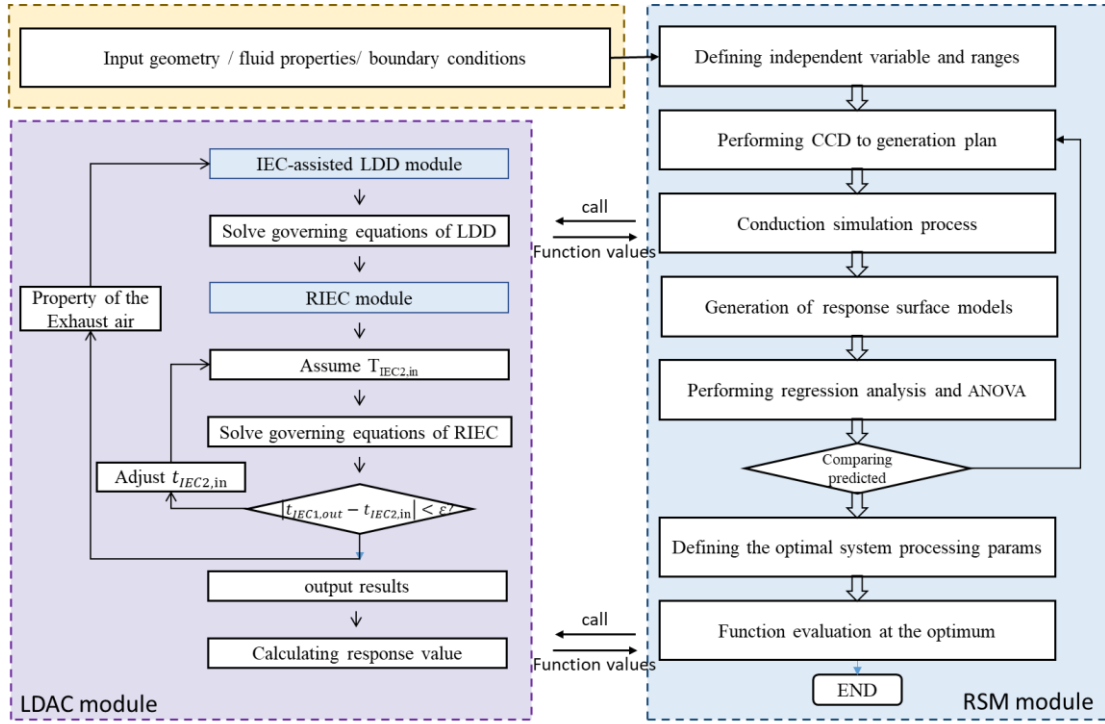 Input geometry / fluid properties/ boundary conditions
IEC-assisted LDD module
Solve governing equations of LDD
RIEC module
Property of the
Exhaust air
Assume T_IEC2,in
Solve governing equations of RIEC
Adjust t_IEC2,in
|t_IEC1,out − t_IEC2,in| < ε?
output results
Calculating response value
LDAC module
call
Function values
call
Function values
Defining independent variable and ranges
Performing CCD to generation plan
Conduction simulation process
Generation of response surface models
Performing regression analysis and ANOVA
Comparing
predicted
Defining the optimal system processing params
Function evaluation at the optimum
END
RSM module